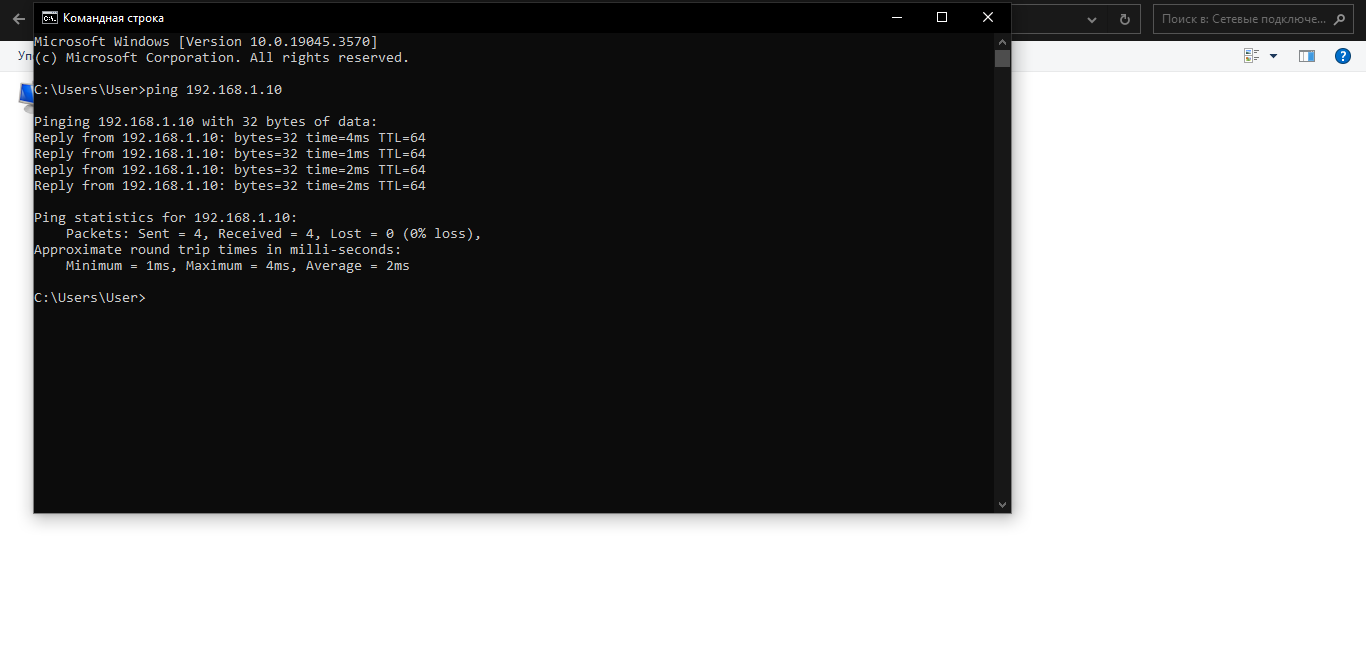 Командная строка
Поиск в: Сетевые подключе...
Microsoft Windows [Version 10.0.19045.3570]
(c) Microsoft Corporation. All rights reserved.
C:\Users\User>ping 192.168.1.10
Pinging 192.168.1.10 with 32 bytes of data:
Reply from 192.168.1.10: bytes=32 time=4ms TTL=64
Reply from 192.168.1.10: bytes=32 time=1ms TTL=64
Reply from 192.168.1.10: bytes=32 time=2ms TTL=64
Reply from 192.168.1.10: bytes=32 time=2ms TTL=64
Ping statistics for 192.168.1.10:
Packets: Sent = 4, Received = 4, Lost = 0 (0% loss),
Approximate round trip times in milli-seconds:
Minimum = 1ms, Maximum = 4ms, Average = 2ms
C:\Users\User>